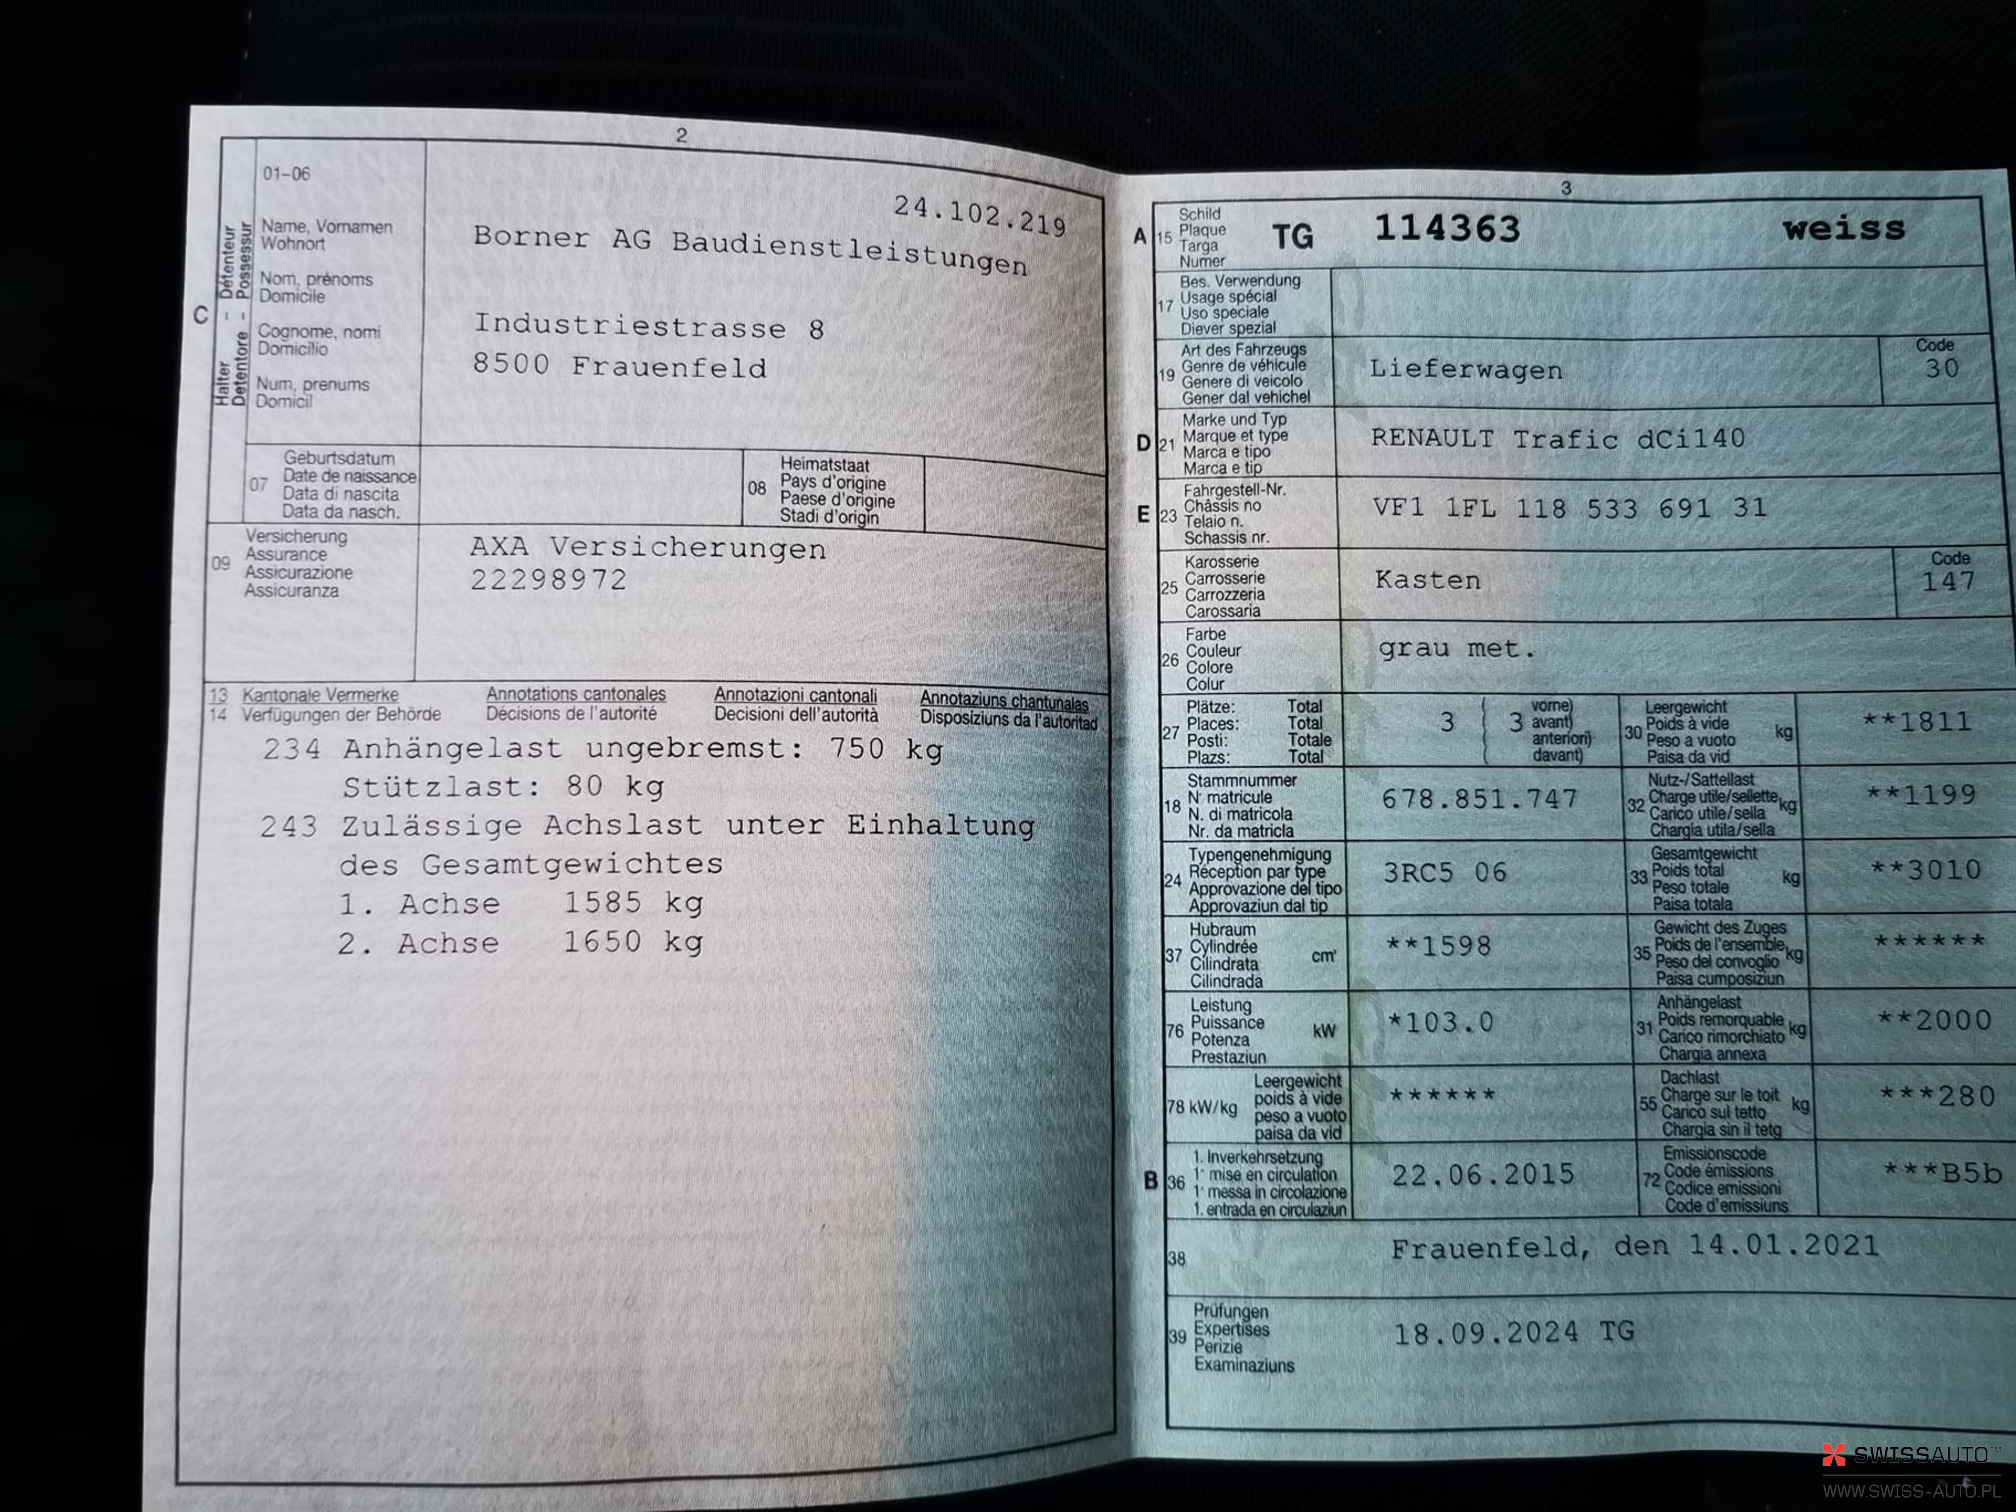 2
01-06
24.102.219
Halter - Détenteur
Detentore - Possessur
C
Name, Vornamen
Wohnort
Nom, prénoms
Domicile
Cognome, nomi
Domicilio
Num, prenums
Domicil
Borner AG Baudienstleistungen
Industriestrasse 8
8500 Frauenfeld
07
Geburtsdatum
Date de naissance
Data di nascita
Data da nasch.
08
Heimatstaat
Pays d'origine
Paese d'origine
Stadi d'origin
09
Versicherung
Assurance
Assicurazione
Assicuranza
AXA Versicherungen
22298972
13 Kantonale Vermerke Annotations cantonales Annotazioni cantonali Annotaziuns chantunalas
14 Verfügungen der Behörde Décisions de l'autorité Decisioni dell'autorità Disposiziuns da l'autoritad
234 Anhängelast ungebremst: 750 kg
Stützlast: 80 kg
243 Zulässige Achslast unter Einhaltung
des Gesamtgewichtes
1. Achse 1585 kg
2. Achse 1650 kg
3
A 15
Schild
Plaque
Targa
Numer
TG 114363 weiss
17
Bes. Verwendung
Usage spécial
Uso speciale
Diever spezial
19
Art des Fahrzeugs
Genre de véhicule
Genere di veicolo
Gener dal vehichel
Lieferwagen
Code
30
D 21
Marke und Typ
Marque et type
Marca e tipo
Marca e tip
RENAULT Trafic dCi140
E 23
Fahrgestell-Nr.
Châssis no
Telaio n.
Schassis nr.
VF1 1FL 118 533 691 31
25
Karosserie
Carrosserie
Carrozzeria
Carossaria
Kasten
Code
147
26
Farbe
Couleur
Colore
Colur
grau met.
27
Plätze: Total
Places: Total
Posti: Totale
Plazs: Total
3 ( 3
vorne)
avant)
anteriori)
davant)
30
Leergewicht
Poids à vide
Peso a vuoto
Paisa da vid
kg
**1811
18
Stammnummer
N° matricule
N. di matricola
Nr. da matricla
678.851.747
32
Nutz-/Sattellast
Charge utile/sellette
Carico utile/sella
Chargia utila/sella
kg
**1199
24
Typengenehmigung
Réception par type
Approvazione del tipo
Approvaziun dal tip
3RC5 06
33
Gesamtgewicht
Poids total
Peso totale
Paisa totala
kg
**3010
37
Hubraum
Cylindrée
Cilindrata
Cilindrada
cm³
**1598
35
Gewicht des Zuges
Poids de l'ensemble
Peso del convoglio
Paisa cumposiziun
kg
******
76
Leistung
Puissance
Potenza
Prestaziun
kW
*103.0
31
Anhängelast
Poids remorquable
Carico rimorchiato
Chargia annexa
kg
**2000
78 kW/kg
Leergewicht
poids à vide
peso a vuoto
paisa da vid
******
55
Dachlast
Charge sur le toit
Carico sul tetto
Chargia sin il tetg
kg
***280
B 36
1. Inverkehrsetzung
1° mise en circulation
1° messa in circolazione
1. entrada en circulaziun
22.06.2015
72
Emissionscode
Code émissions
Codice emissioni
Code d'emissiuns
***B5b
38
Frauenfeld, den 14.01.2021
39
Prüfungen
Expertises
Perizie
Examinaziuns
18.09.2024 TG
SWISSAUTO™
WWW.SWISS-AUTO.PL